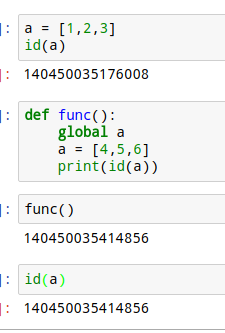 ]: a = [1,2,3]
id(a)
]: 140450035176008
]: def func():
    global a
    a = [4,5,6]
    print(id(a))
]: func()
140450035414856
]: id(a)
]: 140450035414856